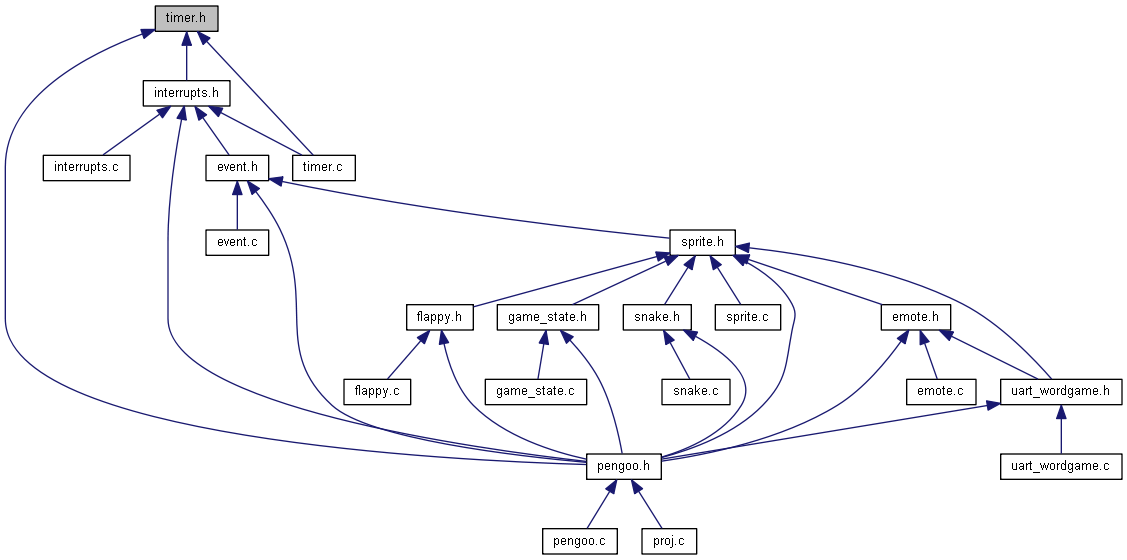 timer.h
interrupts.h
interrupts.c
event.h
timer.c
event.c
sprite.h
flappy.h
game_state.h
snake.h
sprite.c
emote.h
flappy.c
game_state.c
snake.c
emote.c
uart_wordgame.h
pengoo.h
uart_wordgame.c
pengoo.c
proj.c